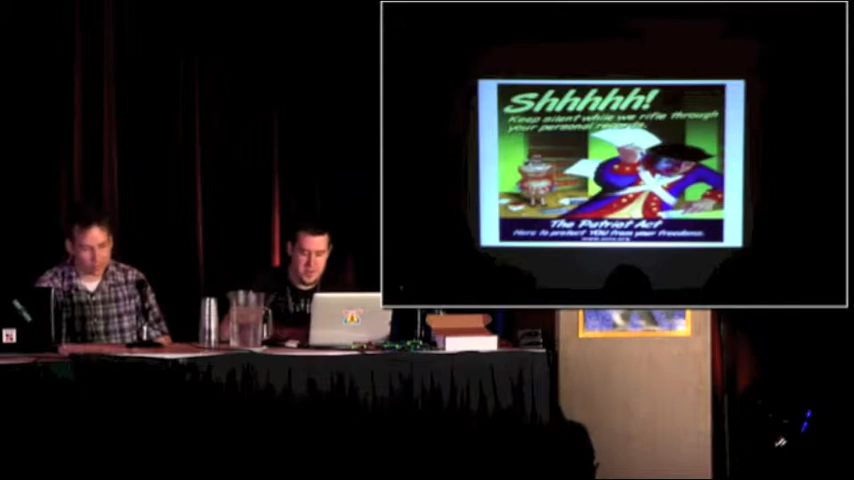 Shhhhhh!
Keep silent while we rifle through
your personal records.
The Patriot Act
Here to protect YOU from your freedoms.